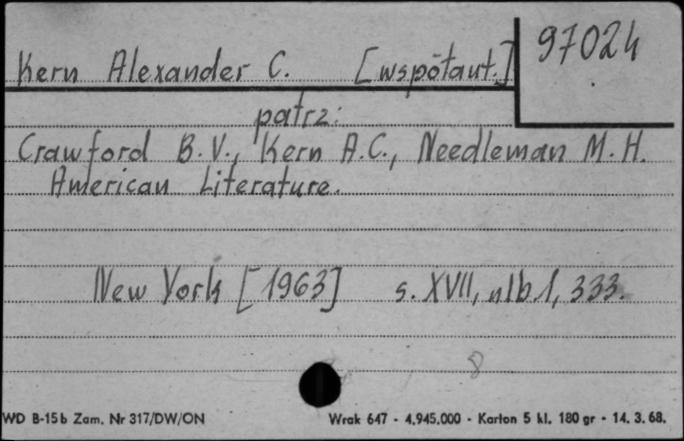 Kern Alexander C. [wspótaut.] 97024
patrz:
Crawford B.V., Kern A.C., Needleman M.H.
American Literature.
New York [1963] s. XVII, nlb. 1, 333.
8
WD B-15b Zam. Nr 317/DW/ON Wrak 647 - 4.945.000 - Karton 5 kl. 180 gr - 14. 3. 68.